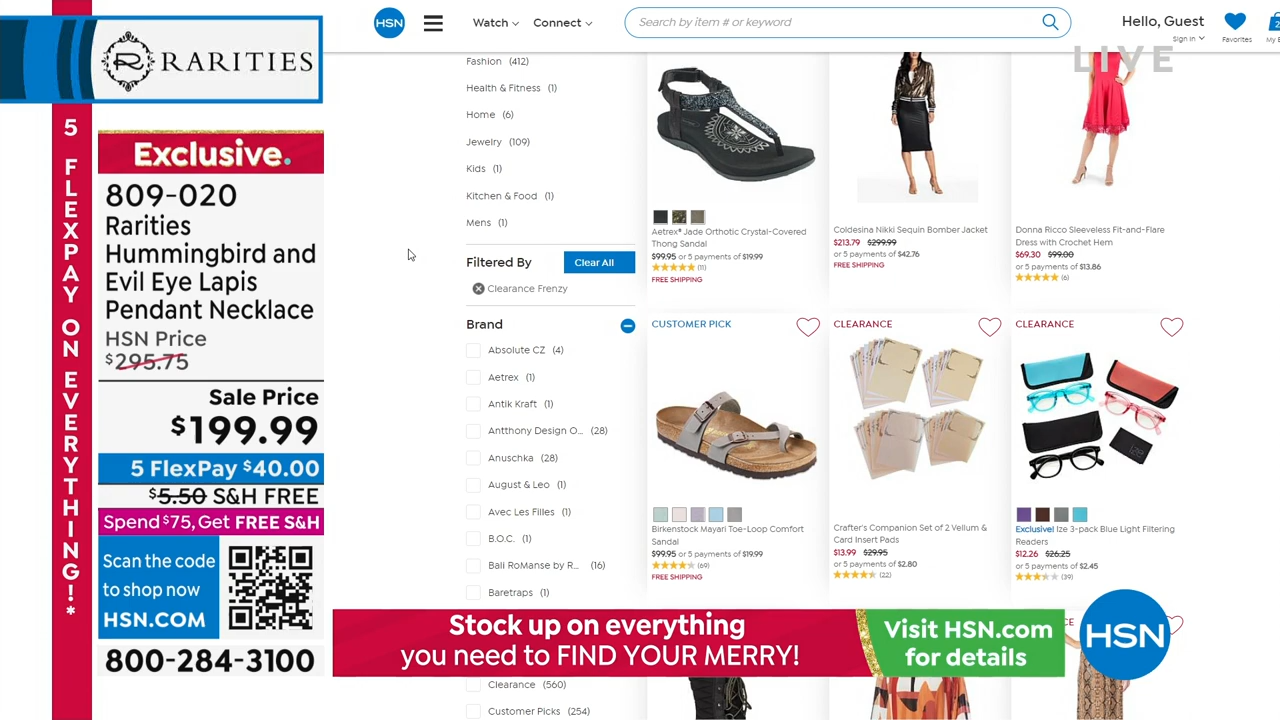 RARITIES
5 FLEXPAY ON EVERYTHING!*
Exclusive.
809-020
Rarities
Hummingbird and
Evil Eye Lapis
Pendant Necklace
HSN Price
$295.75
Sale Price
$199.99
5 FlexPay $40.00
$5.50 S&H FREE
Spend $75, Get FREE S&H
Scan the code
to shop now
HSN.COM
800-284-3100
HSN
Watch
Connect
Search by item # or keyword
Hello, Guest
Sign In
Favorites
2
LIVE
Fashion (412)
Health & Fitness (1)
Home (6)
Jewelry (109)
Kids (1)
Kitchen & Food (1)
Mens (1)
Filtered By
Clear All
Clearance Frenzy
Brand
Absolute CZ (4)
Aetrex (1)
Antik Kraft (1)
Antthony Design O... (28)
Anuschka (28)
August & Leo (1)
Avec Les Filles (1)
B.O.C. (1)
Bali RoManse by R... (16)
Baretraps (1)
Clearance (560)
Customer Picks (254)
Aetrex® Jade Orthotic Crystal-Covered
Thong Sandal
$99.95 or 5 payments of $19.99
(11)
FREE SHIPPING
Coldesina Nikki Sequin Bomber Jacket
$213.79 $299.99
or 5 payments of $42.76
FREE SHIPPING
Donna Ricco Sleeveless Fit-and-Flare
Dress with Crochet Hem
$69.30 $99.00
or 5 payments of $13.86
(6)
CUSTOMER PICK
Birkenstock Mayari Toe-Loop Comfort
Sandal
$99.95 or 5 payments of $19.99
(69)
FREE SHIPPING
CLEARANCE
Crafter's Companion Set of 2 Vellum &
Card Insert Pads
$13.99 $29.95
or 5 payments of $2.80
(22)
CLEARANCE
Exclusive! Ize 3-pack Blue Light Filtering
Readers
$12.26 $26.25
or 5 payments of $2.45
(39)
Stock up on everything
you need to FIND YOUR MERRY!
Visit HSN.com
for details
HSN